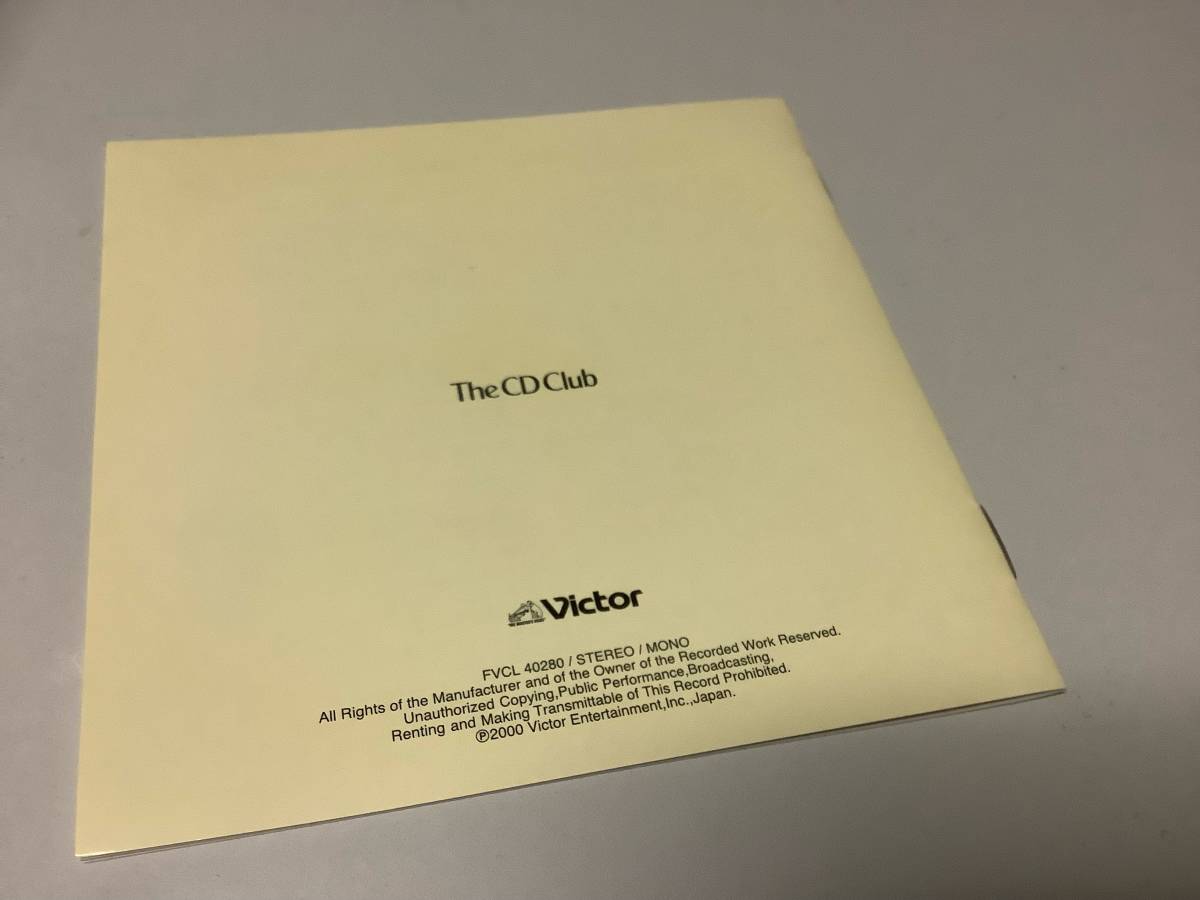 The CD Club
Victor
FVCL 40280 / STEREO / MONO
All Rights of the Manufacturer and of the Owner of the Recorded Work Reserved.
Unauthorized Copying,Public Performance,Broadcasting,
Renting and Making Transmittable of This Record Prohibited.
℗2000 Victor Entertainment,Inc.,Japan.